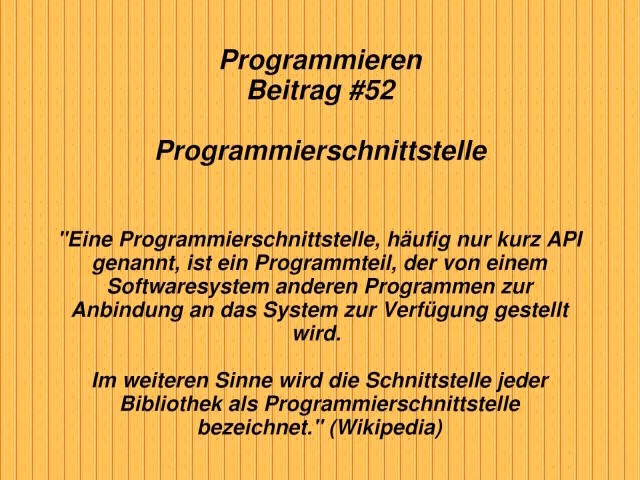 Programmieren
Beitrag #52
Programmierschnittstelle
"Eine Programmierschnittstelle, häufig nur kurz API
genannt, ist ein Programmteil, der von einem
Softwaresystem anderen Programmen zur
Anbindung an das System zur Verfügung gestellt
wird.
Im weiteren Sinne wird die Schnittstelle jeder
Bibliothek als Programmierschnittstelle
bezeichnet." (Wikipedia)